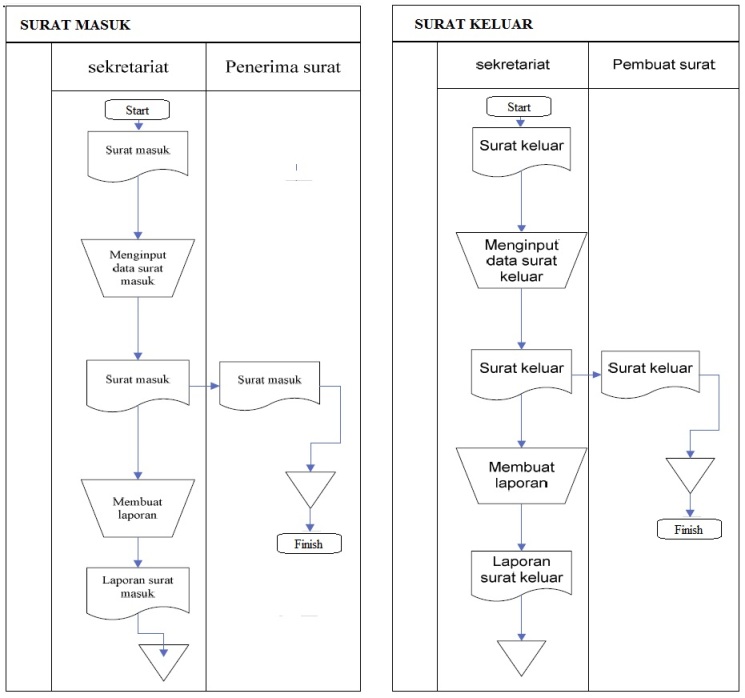 SURAT MASUK
sekretariat
Penerima surat
Start
Surat masuk
Menginput
data surat
masuk
Surat masuk
Surat masuk
Membuat
laporan
Finish
Laporan surat
masuk
SURAT KELUAR
sekretariat
Pembuat surat
Start
Surat keluar
Menginput
data surat
keluar
Surat keluar
Surat keluar
Membuat
laporan
Finish
Laporan
surat keluar